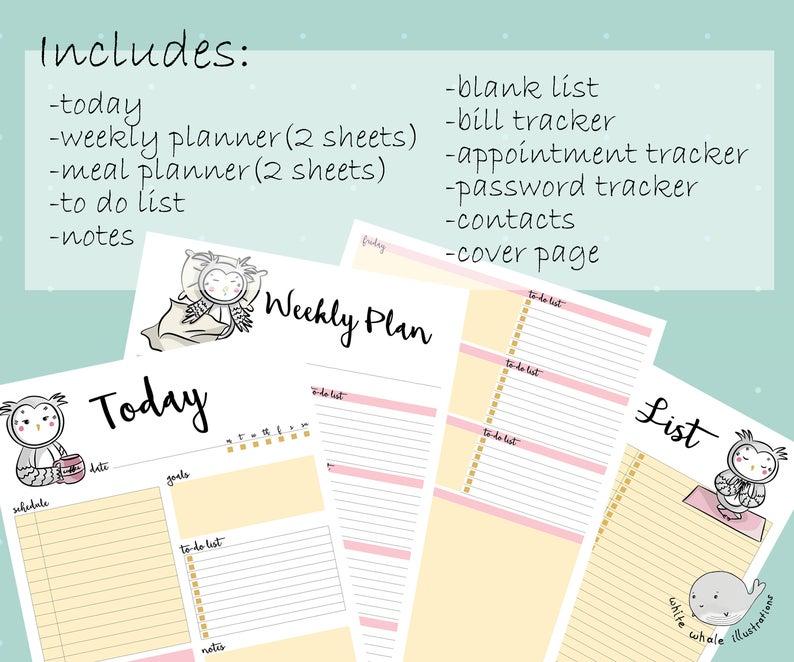 Includes:
-today
-weekly planner(2 sheets)
-meal planner(2 sheets)
-to do list
-notes
-blank list
-bill tracker
-appointment tracker
-password tracker
-contacts
-cover page
friday
to-do list
to-do list
to-do list
Weekly Plan
to-do list
List
Today
m t w th f s su
coffee
date
schedule
goals
to-do list
notes
white whale illustrations